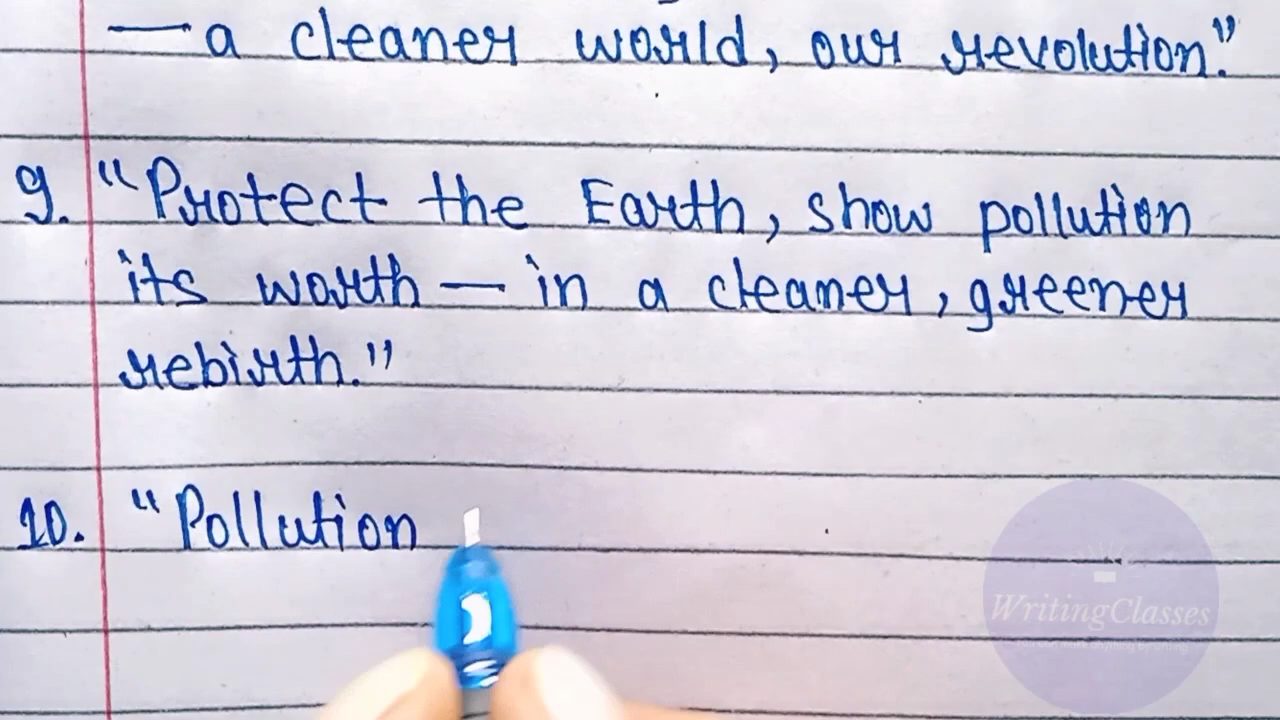 — a cleaner world, our revolution."
9. "Protect the Earth, show pollution
its worth — in a cleaner, greener
rebirth."
10. "Pollution
WritingClasses